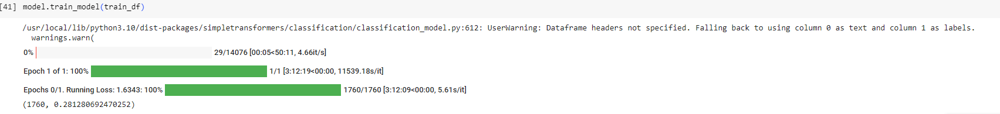 [41] model.train_model(train_df)
/usr/local/lib/python3.10/dist-packages/simpletransformers/classification/classification_model.py:612: UserWarning: Dataframe headers not specified. Falling back to using column 0 as text and column 1 as labels.
warnings.warn(
0% 29/14076 [00:05<50:11, 4.66it/s]
Epoch 1 of 1: 100% 1/1 [3:12:19<00:00, 11539.18s/it]
Epochs 0/1. Running Loss: 1.6343: 100% 1760/1760 [3:12:09<00:00, 5.61s/it]
(1760, 0.281280692470252)